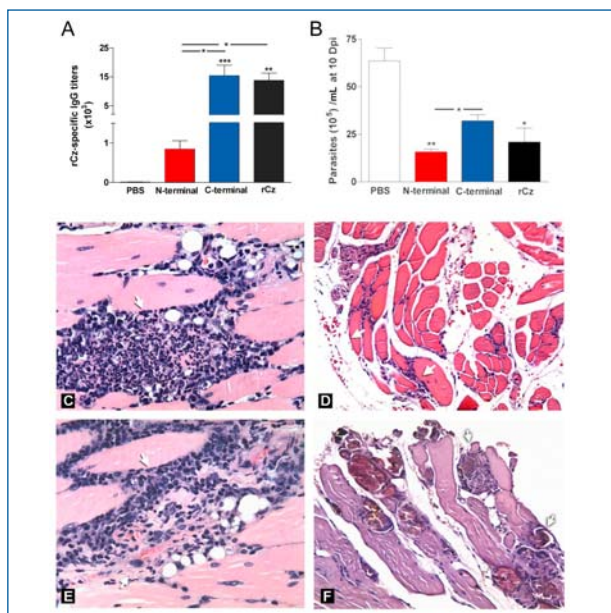 A
rCz-specific IgG titers
(x10³)
25
15
5
1
0
PBS N-terminal C-terminal rCz
*
*
***
**
B
Parasites (10⁵) /mL at 10 Dpi
75
50
25
0
PBS
N-terminal
C-terminal
rCz
**
*
*
C
D
E
F